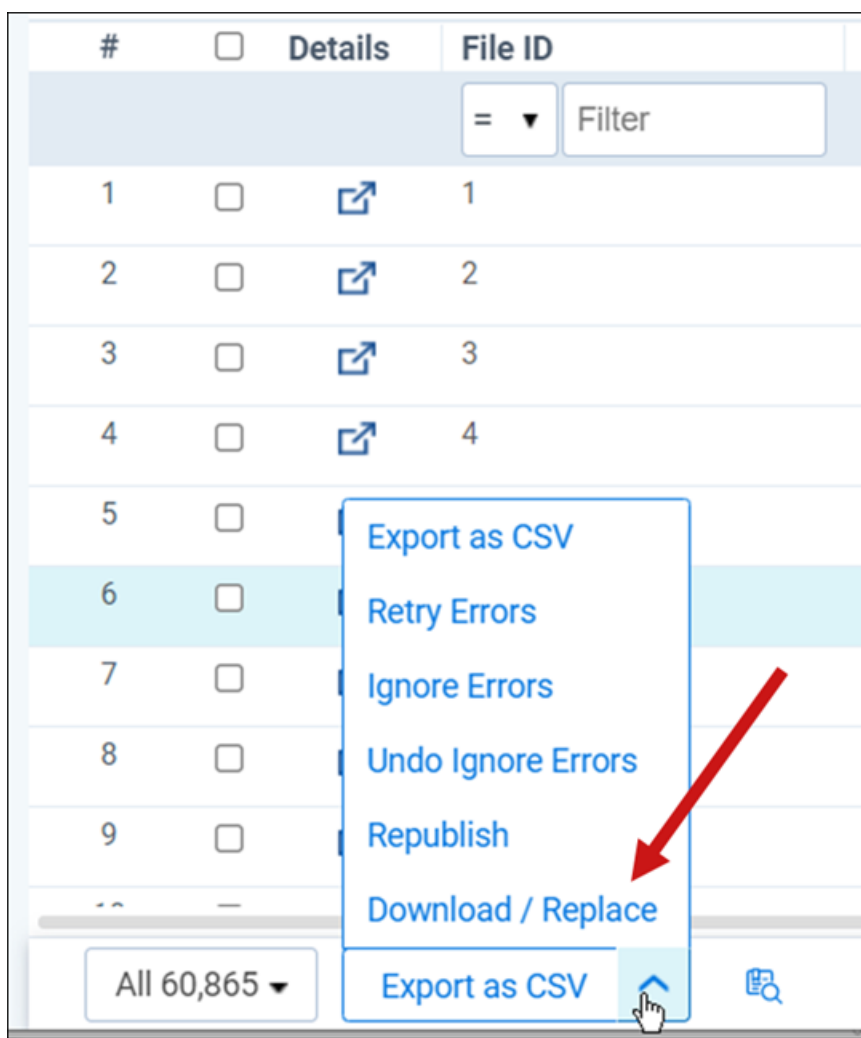 # Details File ID
= Filter
1 1
2 2
3 3
4 4
5
6
7
8
9
Export as CSV
Retry Errors
Ignore Errors
Undo Ignore Errors
Republish
Download / Replace
All 60,865 Export as CSV